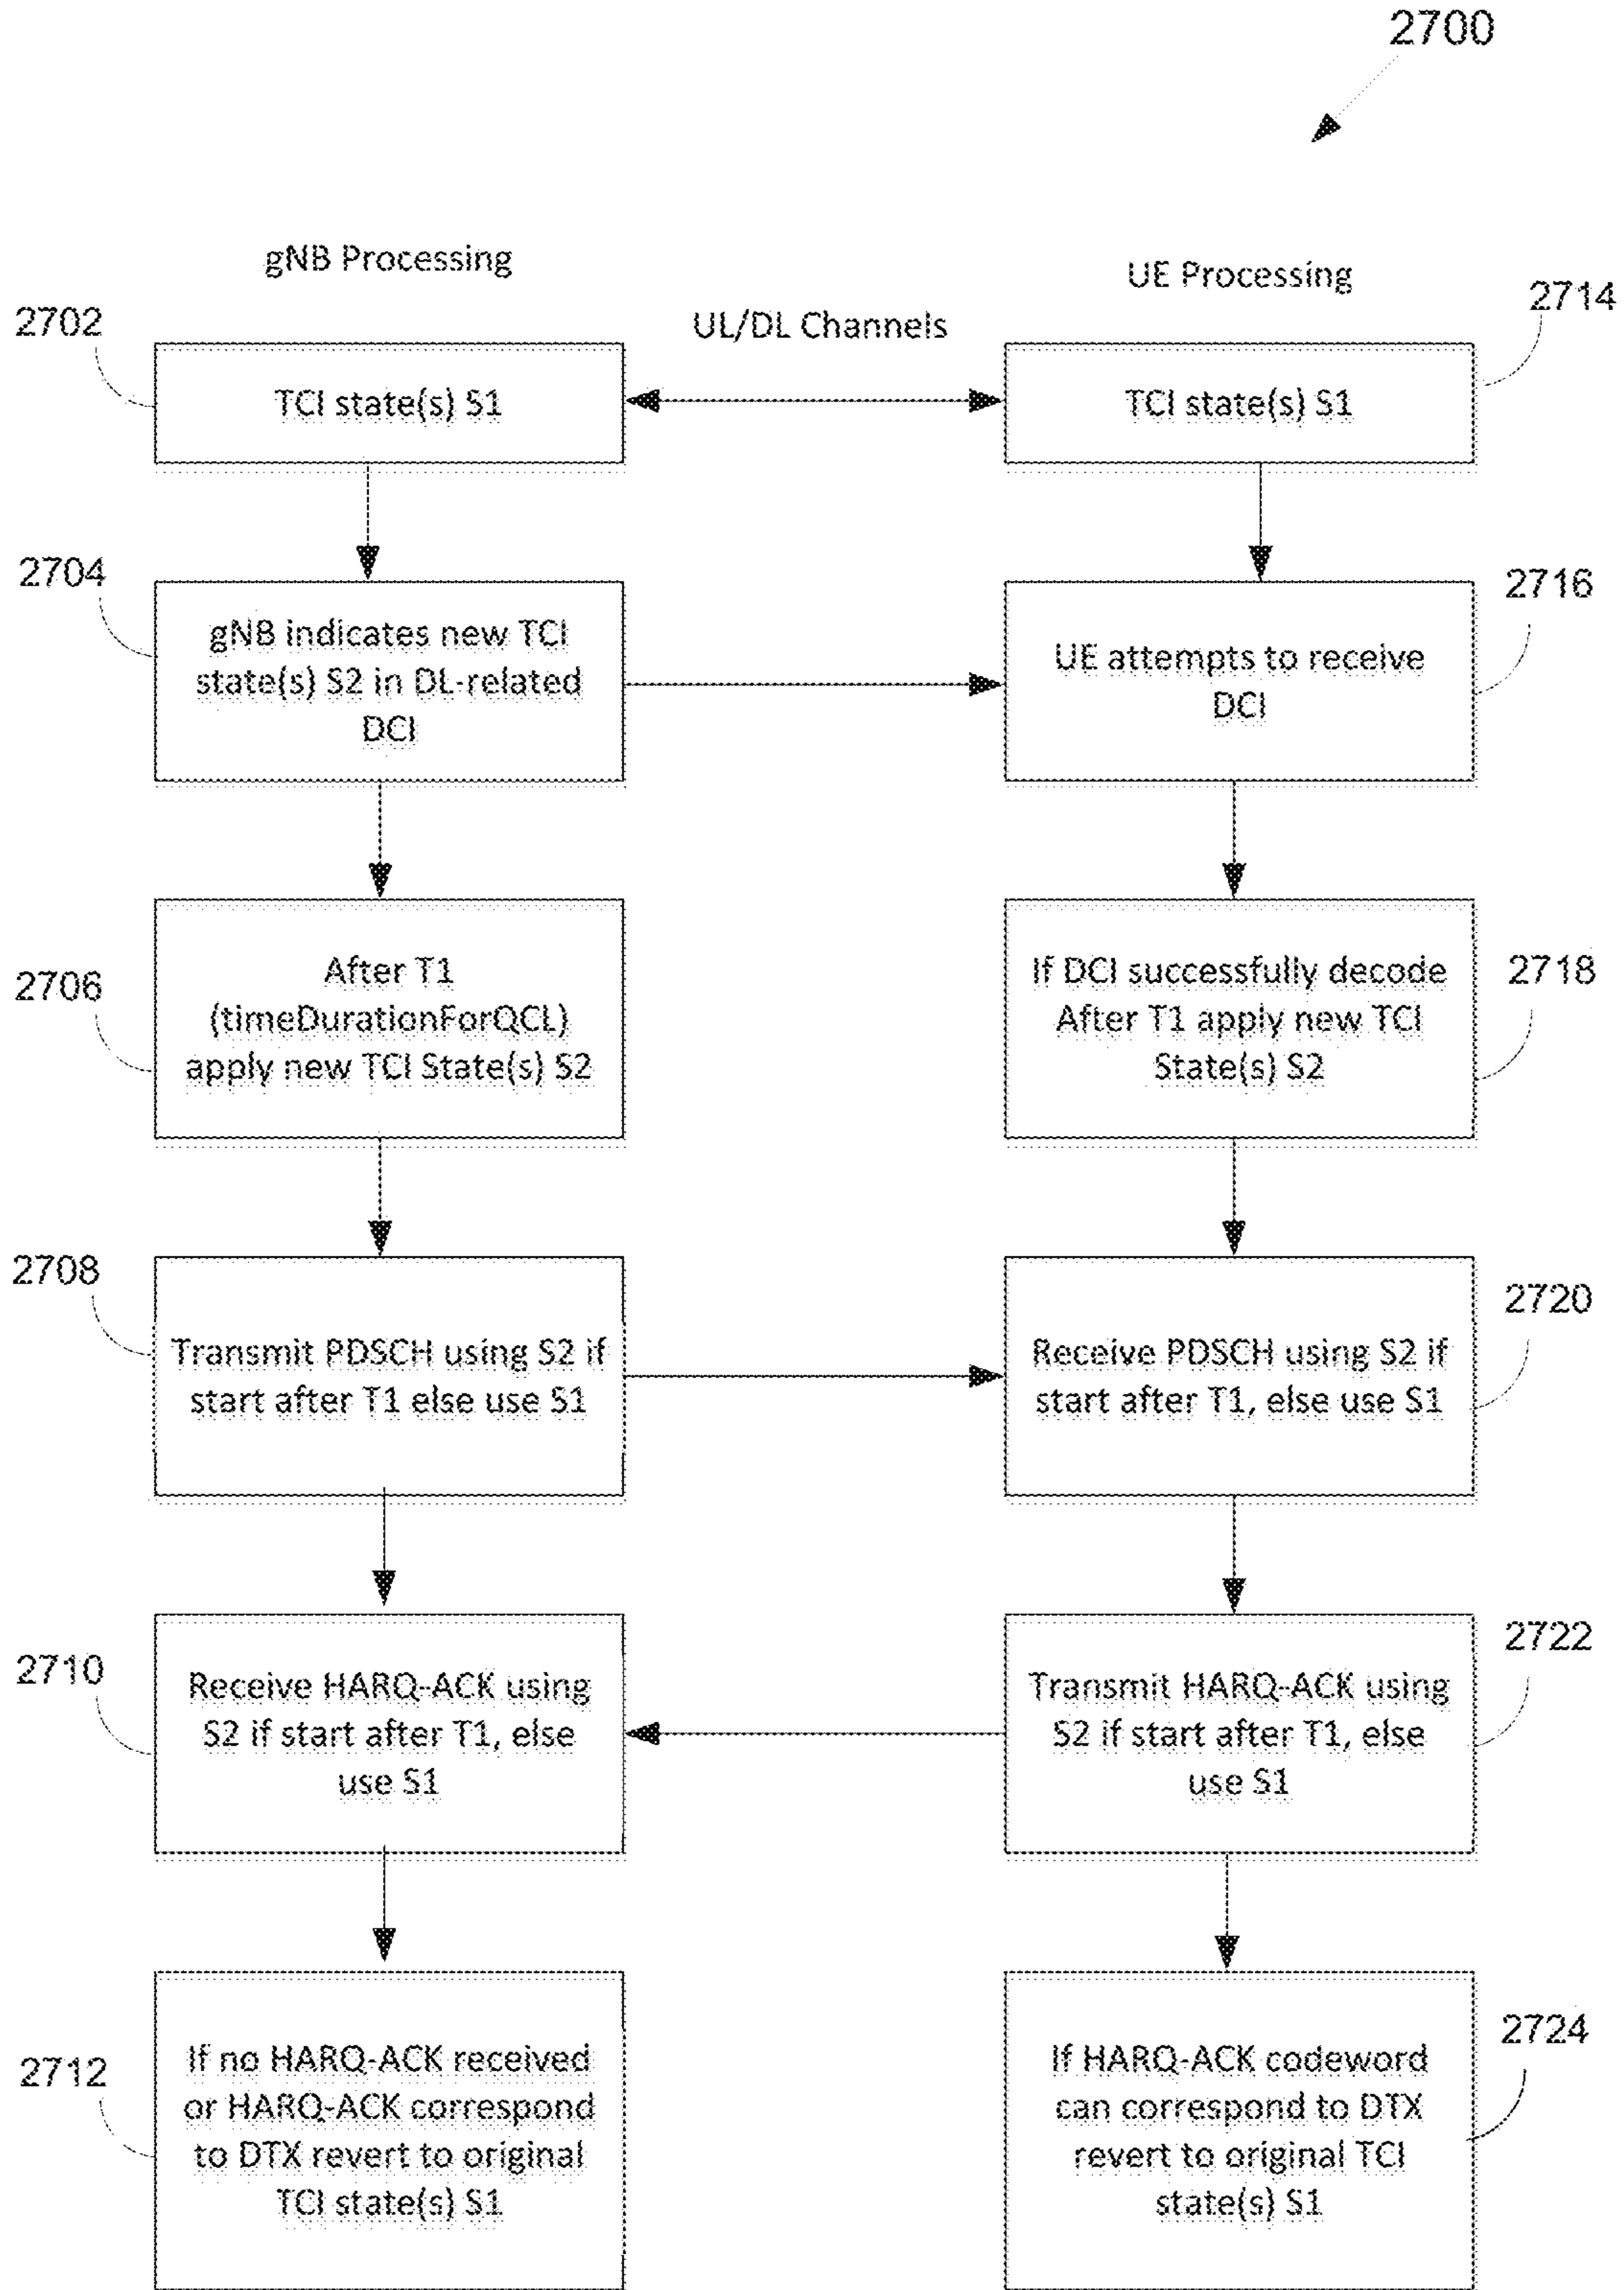 2700
gNB Processing
UE Processing
UL/DL Channels
2702
TCI state(s) S1
TCI state(s) S1
2714
2704
gNB indicates new TCI
state(s) S2 in DL-related
DCI
UE attempts to receive
DCI
2716
2706
After T1
(timeDurationForQCL)
apply new TCI State(s) S2
If DCI successfully decode
After T1 apply new TCI
State(s) S2
2718
2708
Transmit PDSCH using S2 if
start after T1 else use S1
Receive PDSCH using S2 if
start after T1, else use S1
2720
2710
Receive HARQ-ACK using
S2 if start after T1, else
use S1
Transmit HARQ-ACK using
S2 if start after T1, else
use S1
2722
2712
If no HARQ-ACK received
or HARQ-ACK correspond
to DTX revert to original
TCI state(s) S1
If HARQ-ACK codeword
can correspond to DTX
revert to original TCI
state(s) S1
2724